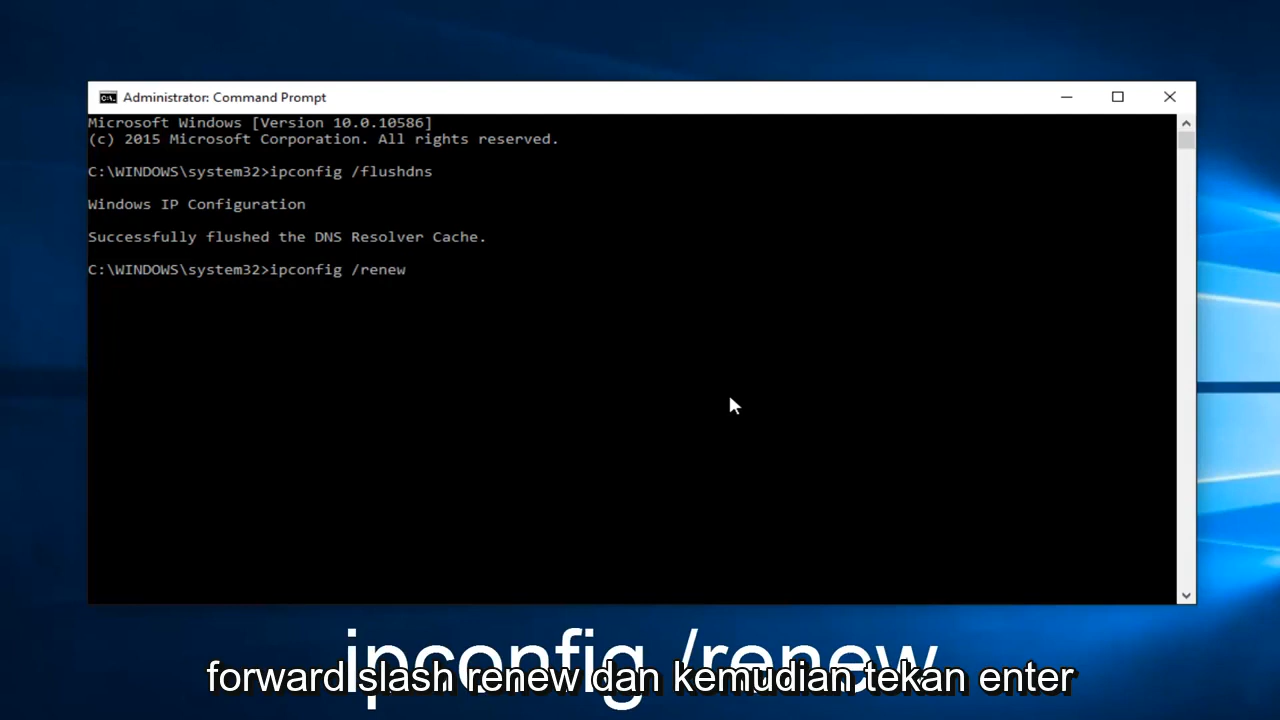 Administrator: Command Prompt
Microsoft Windows [Version 10.0.10586]
(c) 2015 Microsoft Corporation. All rights reserved.
C:\WINDOWS\system32>ipconfig /flushdns
Windows IP Configuration
Successfully flushed the DNS Resolver Cache.
C:\WINDOWS\system32>ipconfig /renew
ipconfig /renew
forward slash renew dan kemudian tekan enter